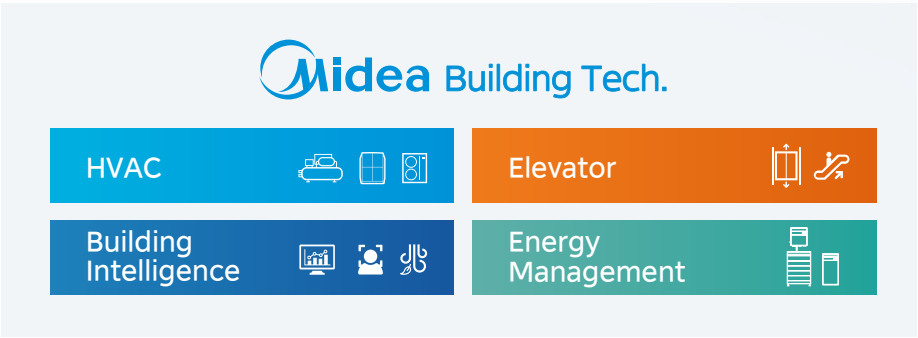 Midea Building Tech.
HVAC
Elevator
Building
Intelligence
Energy
Management